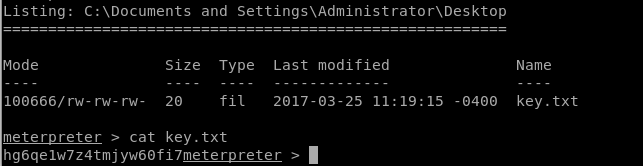 Listing: C:\Documents and Settings\Administrator\Desktop
========================================================
Mode Size Type Last modified Name
---- ---- ---- ------------- ----
100666/rw-rw-rw- 20 fil 2017-03-25 11:19:15 -0400 key.txt
meterpreter > cat key.txt
hg6qe1w7z4tmjyw60fi7meterpreter >